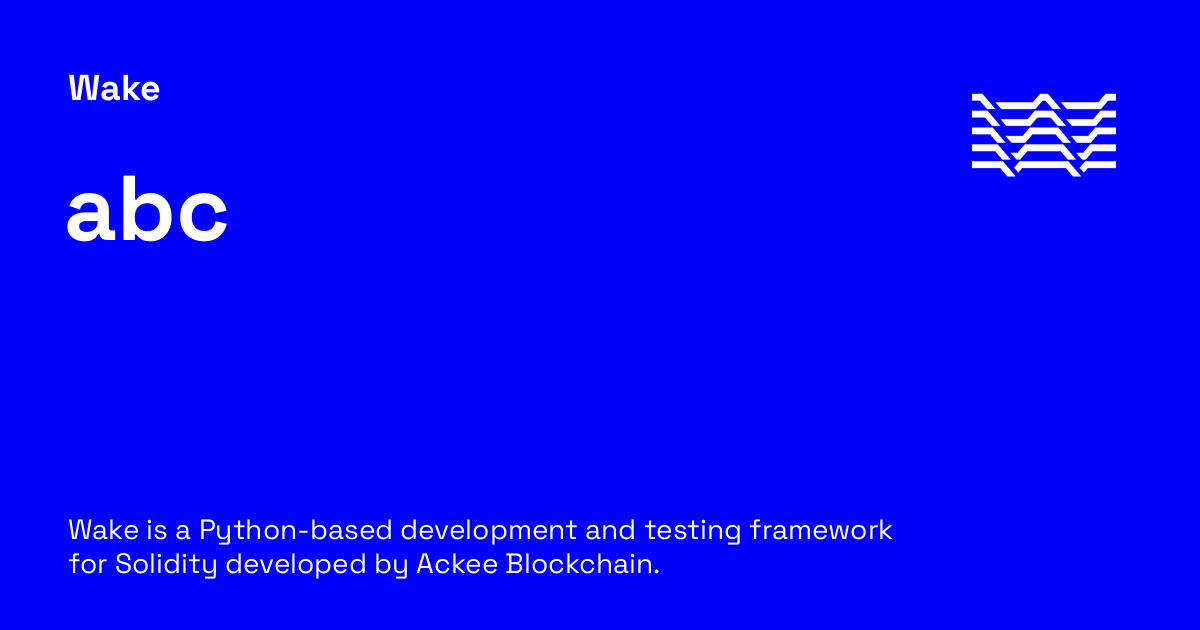 Wake
abc
Wake is a Python-based development and testing framework
for Solidity developed by Ackee Blockchain.